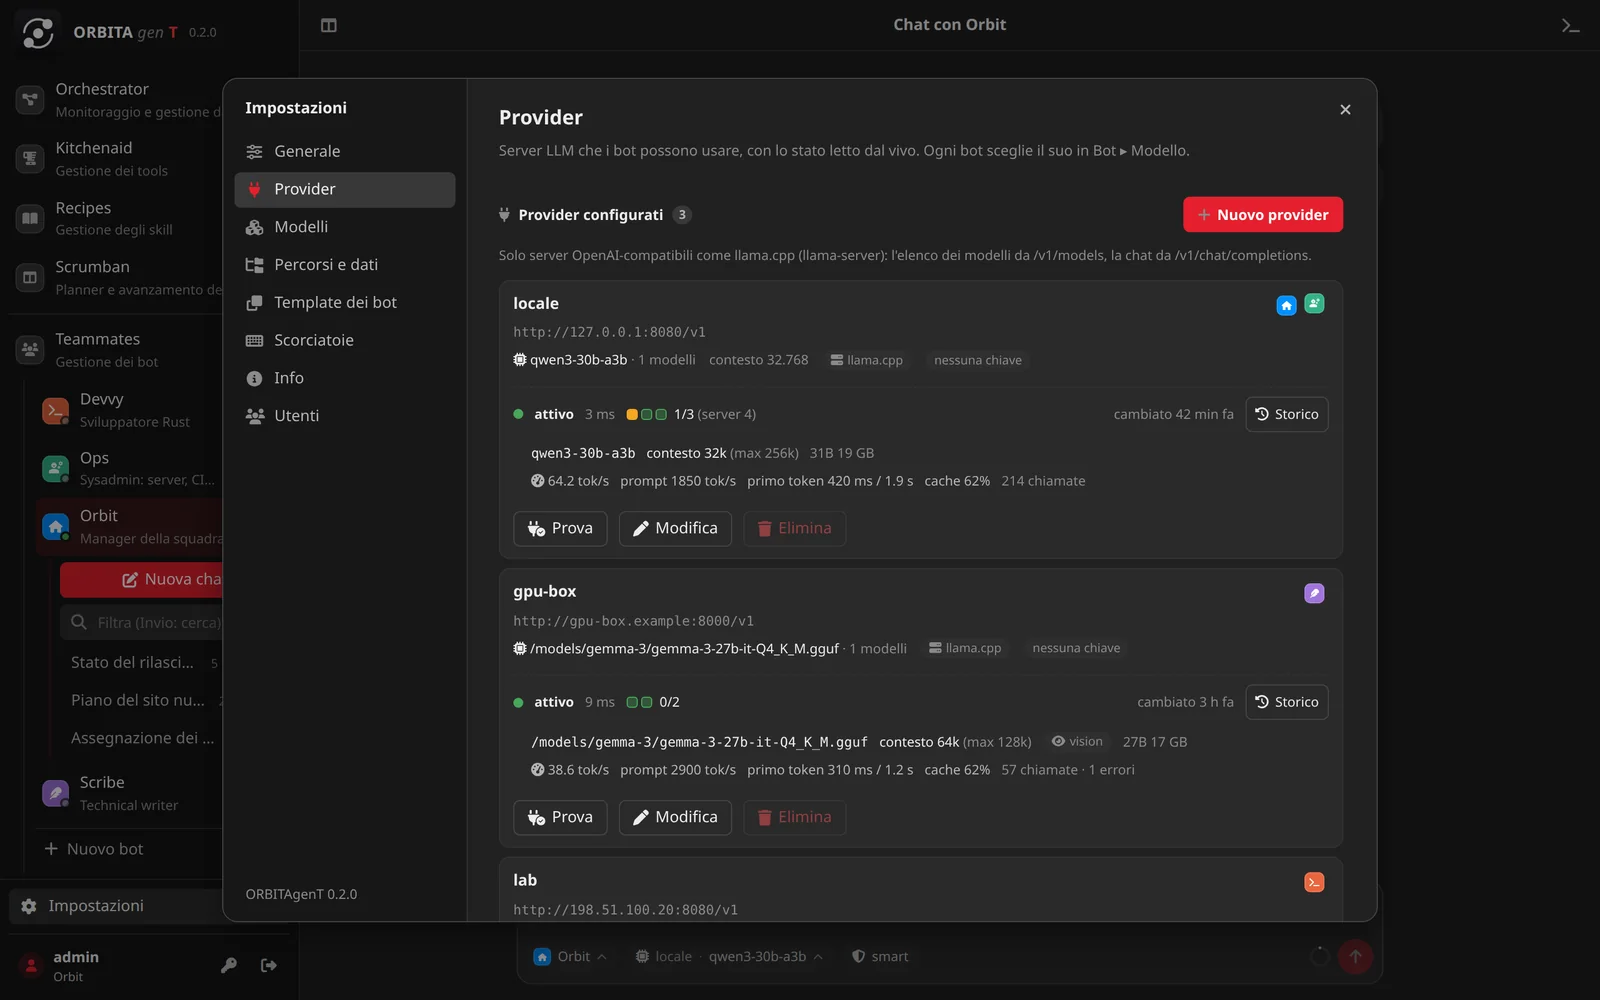 ORBITA gen T 0.2.0
Chat con Orbit
Orchestrator
Monitoraggio e gestione d
Kitchenaid
Gestione dei tools
Recipes
Gestione degli skill
Scrumban
Planner e avanzamento de
Teammates
Gestione dei bot
Devvy
Sviluppatore Rust
Ops
Sysadmin: server, CI...
Orbit
Manager della squadra
Nuova cha
Filtra (Invio: cerca)
Stato del rilasci... 5
Piano del sito nu...
Assegnazione dei ...
Scribe
Technical writer
+ Nuovo bot
Impostazioni
admin
Orbit
Impostazioni
Generale
Provider
Modelli
Percorsi e dati
Template dei bot
Scorciatoie
Info
Utenti
ORBITAgenT 0.2.0
Provider
Server LLM che i bot possono usare, con lo stato letto dal vivo. Ogni bot sceglie il suo in Bot ▸ Modello.
Provider configurati 3
+ Nuovo provider
Solo server OpenAI-compatibili come llama.cpp (llama-server): l'elenco dei modelli da /v1/models, la chat da /v1/chat/completions.
locale
http://127.0.0.1:8080/v1
qwen3-30b-a3b · 1 modelli contesto 32.768 llama.cpp nessuna chiave
attivo 3 ms 1/3 (server 4) cambiato 42 min fa Storico
qwen3-30b-a3b contesto 32k (max 256k) 31B 19 GB
64.2 tok/s prompt 1850 tok/s primo token 420 ms / 1.9 s cache 62% 214 chiamate
Prova Modifica Elimina
gpu-box
http://gpu-box.example:8000/v1
/models/gemma-3/gemma-3-27b-it-Q4_K_M.gguf · 1 modelli llama.cpp nessuna chiave
attivo 9 ms 0/2 cambiato 3 h fa Storico
/models/gemma-3/gemma-3-27b-it-Q4_K_M.gguf contesto 64k (max 128k) vision 27B 17 GB
38.6 tok/s prompt 2900 tok/s primo token 310 ms / 1.2 s cache 62% 57 chiamate · 1 errori
Prova Modifica Elimina
lab
http://198.51.100.20:8080/v1
Orbit locale · qwen3-30b-a3b smart